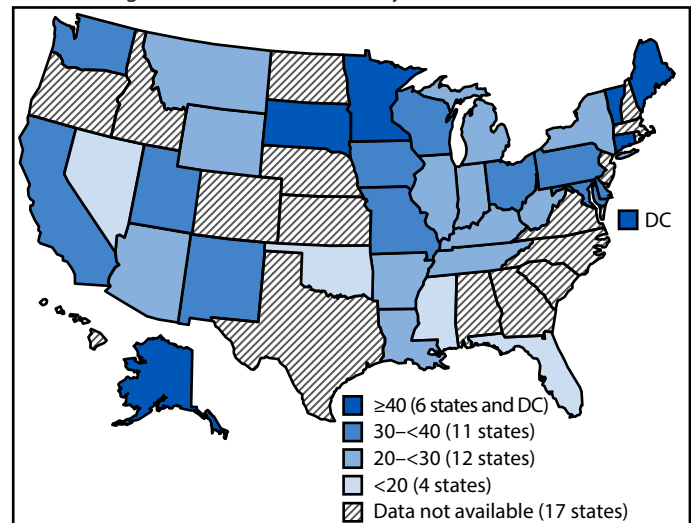 DC
≥40 (6 states and DC)
30–<40 (11 states)
20–<30 (12 states)
<20 (4 states)
Data not available (17 states)